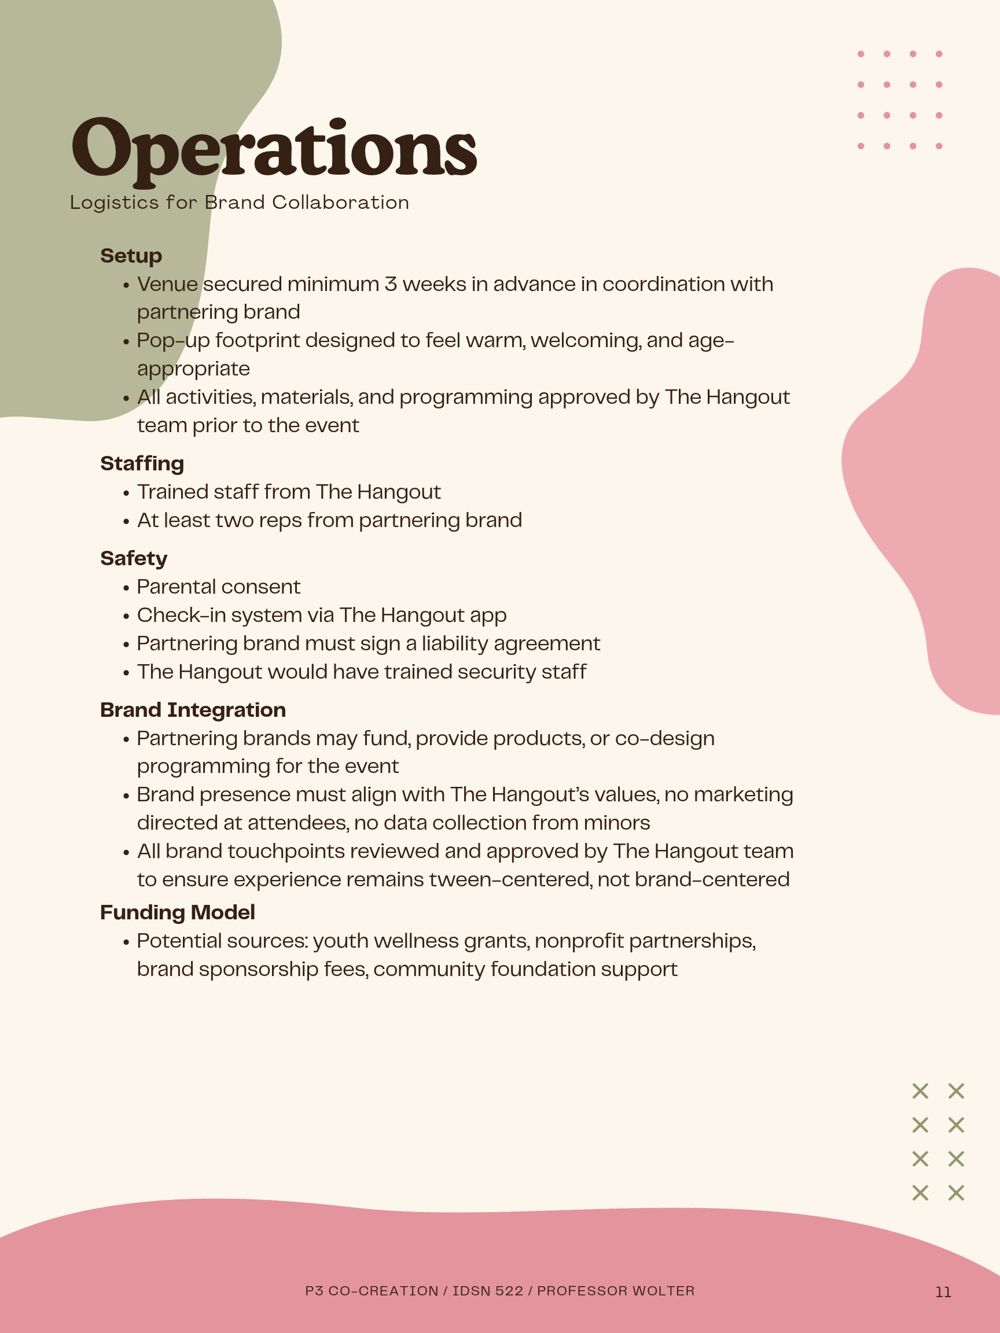 Operations
Logistics for Brand Collaboration
Setup
• Venue secured minimum 3 weeks in advance in coordination with
partnering brand
• Pop-up footprint designed to feel warm, welcoming, and age-
appropriate
• All activities, materials, and programming approved by The Hangout
team prior to the event
Staffing
• Trained staff from The Hangout
• At least two reps from partnering brand
Safety
• Parental consent
• Check-in system via The Hangout app
• Partnering brand must sign a liability agreement
• The Hangout would have trained security staff
Brand Integration
• Partnering brands may fund, provide products, or co-design
programming for the event
• Brand presence must align with The Hangout’s values, no marketing
directed at attendees, no data collection from minors
• All brand touchpoints reviewed and approved by The Hangout team
to ensure experience remains tween-centered, not brand-centered
Funding Model
• Potential sources: youth wellness grants, nonprofit partnerships,
brand sponsorship fees, community foundation support
P3 CO-CREATION / IDSN 522 / PROFESSOR WOLTER
11